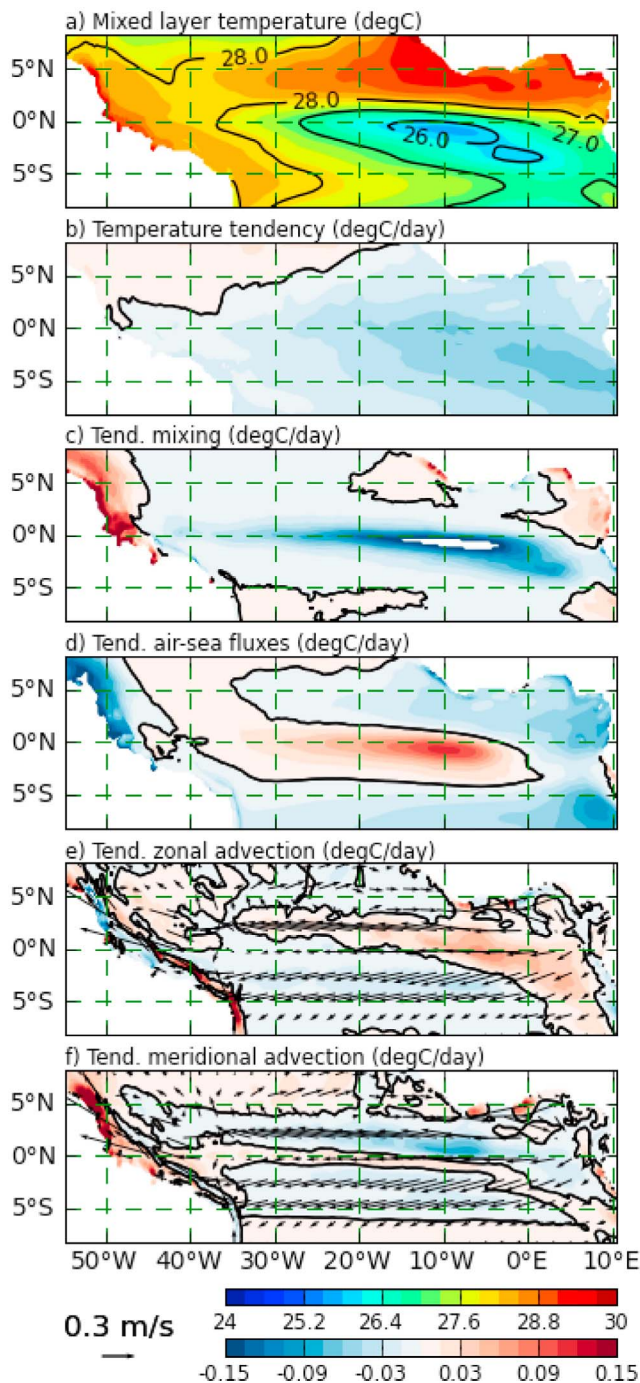 a) Mixed layer temperature (degC)
5°N
0°N
5°S
28.0
28.0
26.0
27.0
b) Temperature tendency (degC/day)
5°N
0°N
5°S
c) Tend. mixing (degC/day)
5°N
0°N
5°S
d) Tend. air-sea fluxes (degC/day)
5°N
0°N
5°S
e) Tend. zonal advection (degC/day)
5°N
0°N
5°S
f) Tend. meridional advection (degC/day)
5°N
0°N
5°S
50°W 40°W 30°W 20°W 10°W 0°E 10°E
0.3 m/s
24 25.2 26.4 27.6 28.8 30
-0.15 -0.09 -0.03 0.03 0.09 0.15